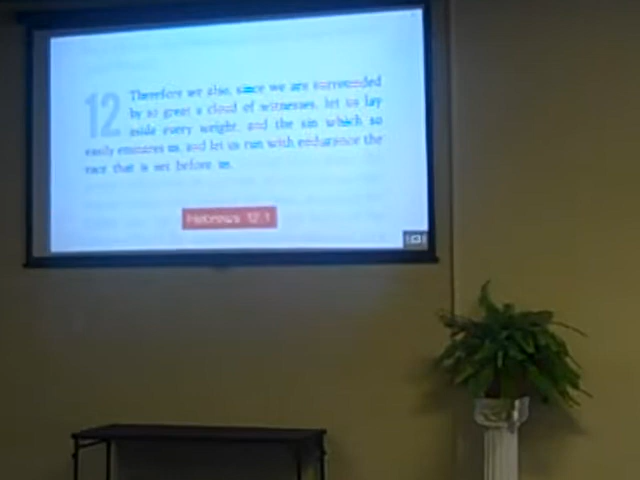 12 Therefore we also, since we are surrounded
by so great a cloud of witnesses, let us lay
aside every weight, and the sin which so
easily ensnares us, and let us run with endurance the
race that is set before us.
Hebrews 12:1